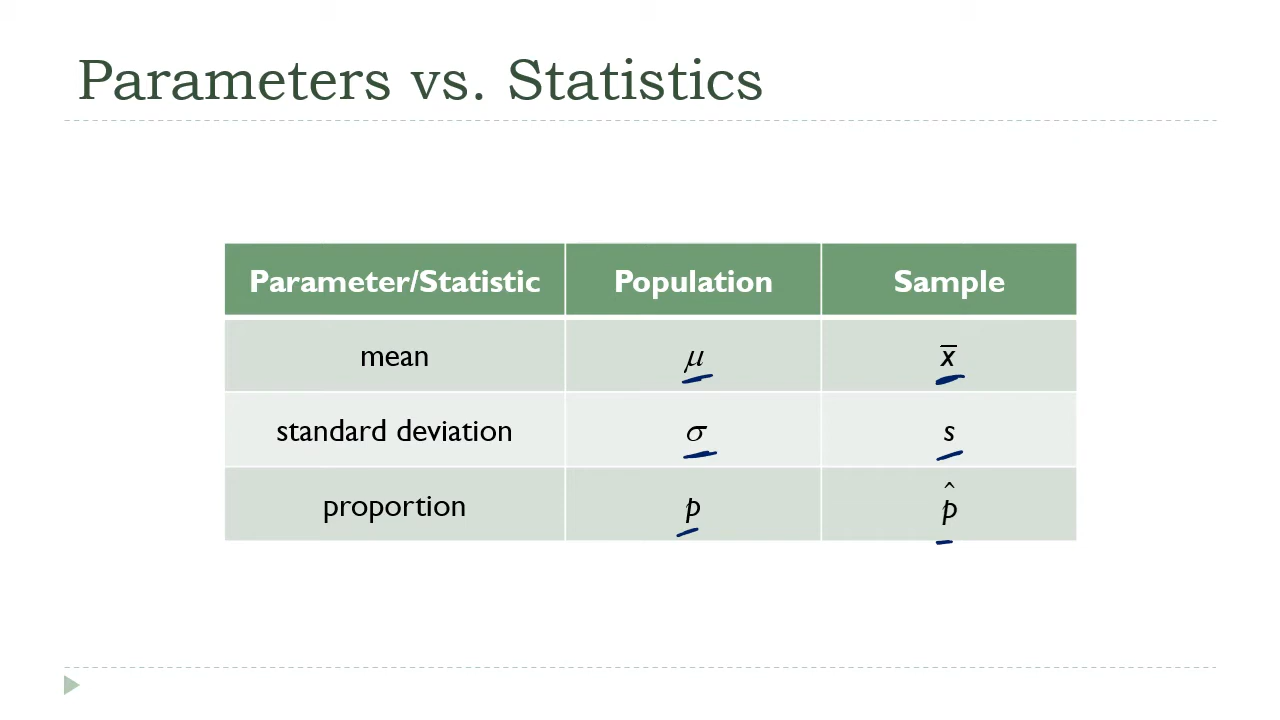 Parameters vs. Statistics
Parameter/Statistic Population Sample
mean μ x̅
standard deviation σ s
proportion p p̂